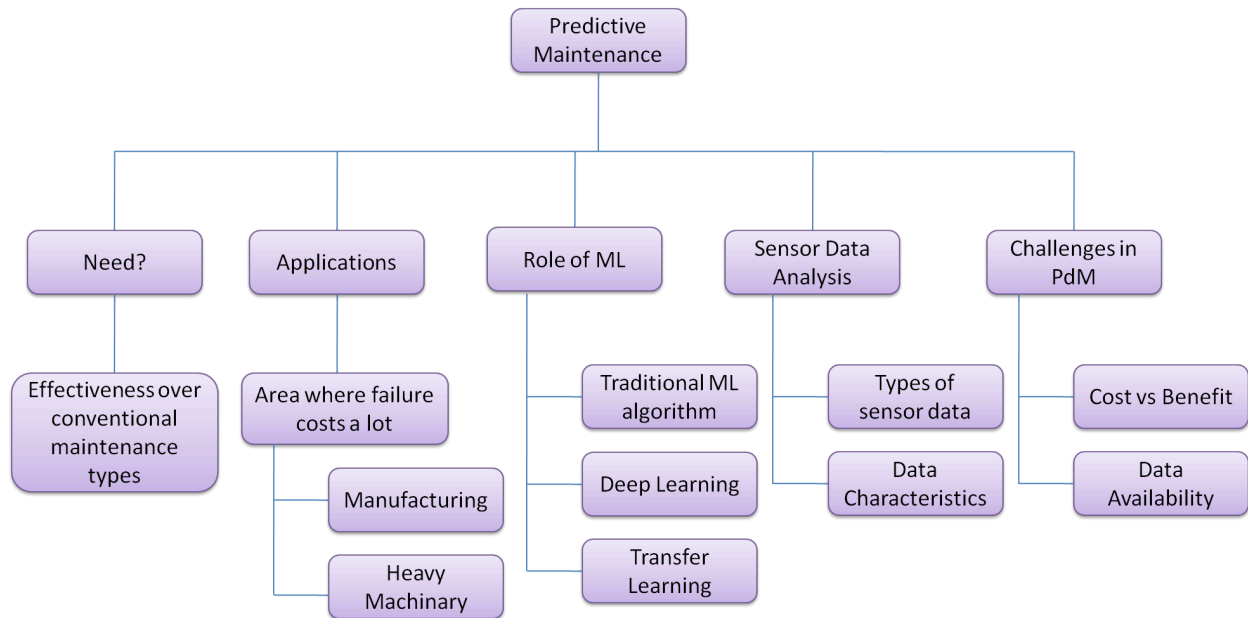 Predictive
Maintenance
Need?
Applications
Role of ML
Sensor Data
Analysis
Challenges in
PdM
Effectiveness over
conventional
maintenance
types
Area where failure
costs a lot
Manufacturing
Heavy
Machinary
Traditional ML
algorithm
Deep Learning
Transfer
Learning
Types of
sensor data
Data
Characteristics
Cost vs Benefit
Data
Availability